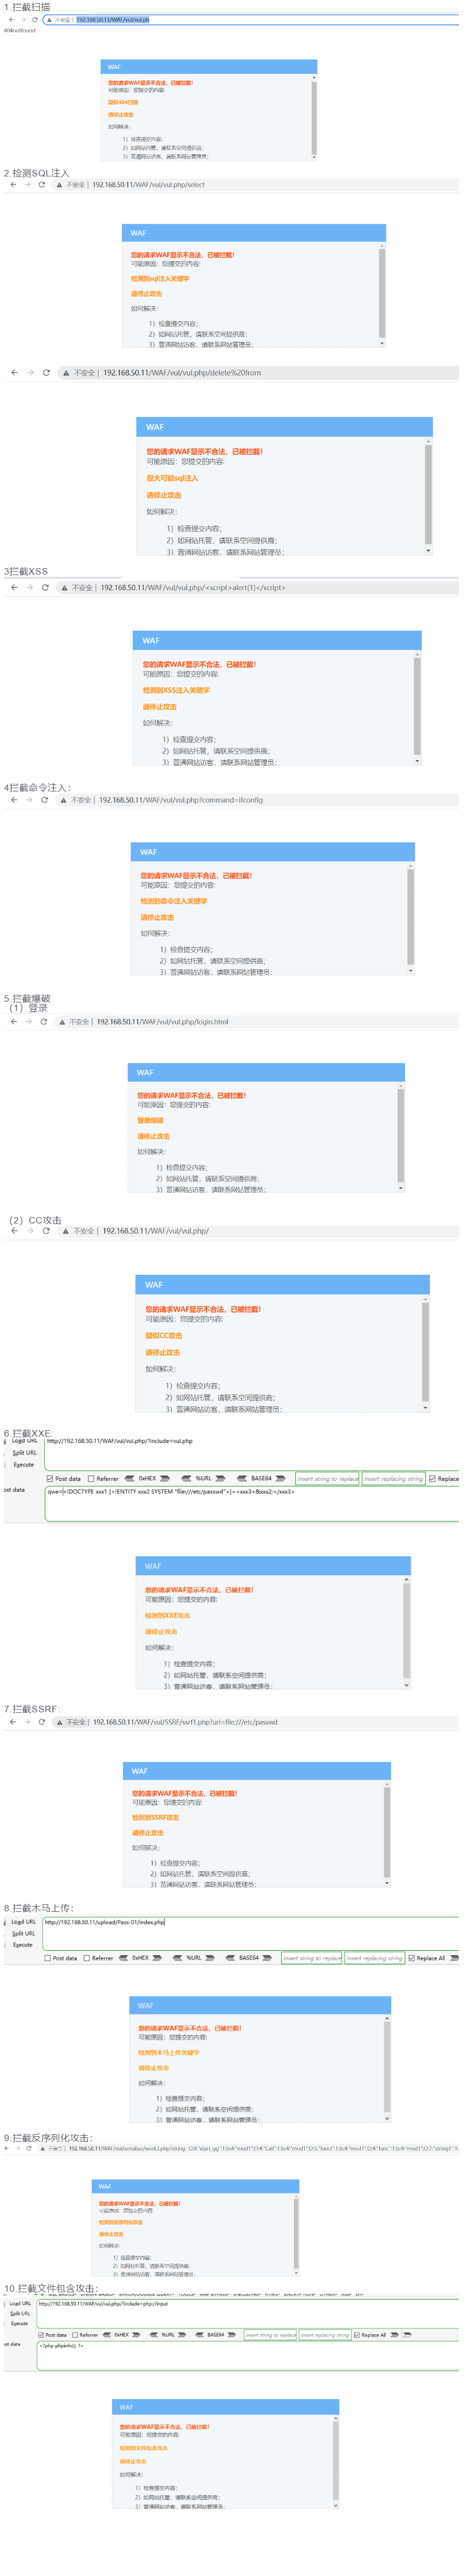 1.拦截扫描
不安全 | 192.168.50.11/WAF/vul/vul.ph
404notfound
WAF
您的请求WAF显示不合法，已被拦截！
可能原因：您提交的内容:
疑似404扫描
请停止攻击
如何解决：
1）检查提交内容；
2）如网站托管，请联系空间提供商；
3）普通网站访客，请联系网站管理员；
2.检测SQL注入
不安全 | 192.168.50.11/WAF/vul/vul.php/select
WAF
您的请求WAF显示不合法，已被拦截！
可能原因：您提交的内容:
检测到sql注入关键字
请停止攻击
如何解决：
1）检查提交内容；
2）如网站托管，请联系空间提供商；
3）普通网站访客，请联系网站管理员；
不安全 | 192.168.50.11/WAF/vul/vul.php/delete%20from
WAF
您的请求WAF显示不合法，已被拦截！
可能原因：您提交的内容:
很大可能sql注入
请停止攻击
如何解决：
1）检查提交内容；
2）如网站托管，请联系空间提供商；
3）普通网站访客，请联系网站管理员；
3拦截XSS
不安全 | 192.168.50.11/WAF/vul/vul.php/<script>alert(1)</script>
WAF
您的请求WAF显示不合法，已被拦截！
可能原因：您提交的内容:
检测到XSS注入关键字
请停止攻击
如何解决：
1）检查提交内容；
2）如网站托管，请联系空间提供商；
3）普通网站访客，请联系网站管理员；
4拦截命令注入：
不安全 | 192.168.50.11/WAF/vul/vul.php?command=ifconfig
WAF
您的请求WAF显示不合法，已被拦截！
可能原因：您提交的内容:
检测到命令注入关键字
请停止攻击
如何解决：
1）检查提交内容；
2）如网站托管，请联系空间提供商；
3）普通网站访客，请联系网站管理员；
5.拦截爆破
（1）登录
不安全 | 192.168.50.11/WAF/vul/vul.php/login.html
WAF
您的请求WAF显示不合法，已被拦截！
可能原因：您提交的内容:
登录爆破
请停止攻击
如何解决：
1）检查提交内容；
2）如网站托管，请联系空间提供商；
3）普通网站访客，请联系网站管理员；
（2）CC攻击
不安全 | 192.168.50.11/WAF/vul/vul.php/
WAF
您的请求WAF显示不合法，已被拦截！
可能原因：您提交的内容:
疑似CC攻击
请停止攻击
如何解决：
1）检查提交内容；
2）如网站托管，请联系空间提供商；
3）普通网站访客，请联系网站管理员；
6.拦截XXE:
Load URL http://192.168.50.11/WAF/vul/vul.php/?include=vul.php
Split URL
Execute
Post data Referrer 0xHEX %URL BASE64 Insert string to replace Insert replacing string Replace
ost data qwe=<!DOCTYPE xxx1 [<!ENTITY xxx2 SYSTEM "file:///etc/passwd">]><xxx3>&xxx2;</xxx3>
WAF
您的请求WAF显示不合法，已被拦截！
可能原因：您提交的内容:
检测到XXE攻击
请停止攻击
如何解决：
1）检查提交内容；
2）如网站托管，请联系空间提供商；
3）普通网站访客，请联系网站管理员；
7.拦截SSRF:
不安全 | 192.168.50.11/WAF/vul/SSRF/ssrf1.php?url=file:///etc/passwd
WAF
您的请求WAF显示不合法，已被拦截！
可能原因：您提交的内容:
检测到SSRF攻击
请停止攻击
如何解决：
1）检查提交内容；
2）如网站托管，请联系空间提供商；
3）普通网站访客，请联系网站管理员；
8.拦截木马上传：
Load URL http://192.168.50.11/upload/Pass-01/index.php
Split URL
Execute
Post data Referrer 0xHEX %URL BASE64 Insert string to replace Insert replacing string Replace All
WAF
您的请求WAF显示不合法，已被拦截！
可能原因：您提交的内容:
检测到木马上传关键字
请停止攻击
如何解决：
1）检查提交内容；
2）如网站托管，请联系空间提供商；
3）普通网站访客，请联系网站管理员；
9.拦截反序列化攻击：
不安全 | 192.168.50.11/WAF/vul/serialize/work3.php?string=
WAF
您的请求WAF显示不合法，已被拦截！
可能原因：您提交的内容:
检测到反序列化攻击
请停止攻击
如何解决：
1）检查提交内容；
2）如网站托管，请联系空间提供商；
3）普通网站访客，请联系网站管理员；
10.拦截文件包含攻击：
Load URL http://192.168.50.11/WAF/vul/vul.php/?include=php://input
Split URL
Execute
Post data Referrer 0xHEX %URL BASE64 Insert string to replace Insert replacing string Replace All
ost data <?php phpinfo(); ?>
WAF
您的请求WAF显示不合法，已被拦截！
可能原因：您提交的内容:
检测到文件包含攻击
请停止攻击
如何解决：
1）检查提交内容；
2）如网站托管，请联系空间提供商；
3）普通网站访客，请联系网站管理员；